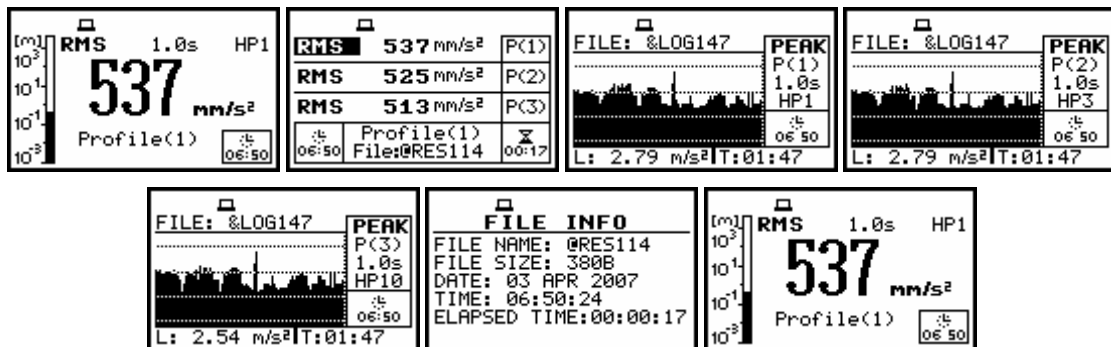 [m] RMS 1.0s HP1
10³
10¹
10⁻¹
10⁻³
537 mm/s²
Profile(1)
06:50
RMS 537 mm/s² P(1)
RMS 525 mm/s² P(2)
RMS 513 mm/s² P(3)
06:50 Profile(1) File:@RES114 00:17
FILE: &LOG147 PEAK
P(1)
1.0s
HP1
06:50
L: 2.79 m/s² T:01:47
FILE: &LOG147 PEAK
P(2)
1.0s
HP3
06:50
L: 2.79 m/s² T:01:47
FILE: &LOG147 PEAK
P(3)
1.0s
HP10
06:50
L: 2.54 m/s² T:01:47
FILE INFO
FILE NAME: @RES114
FILE SIZE: 380B
DATE: 03 APR 2007
TIME: 06:50:24
ELAPSED TIME:00:00:17
[m] RMS 1.0s HP1
10³
10¹
10⁻¹
10⁻³
537 mm/s²
Profile(1)
06:50